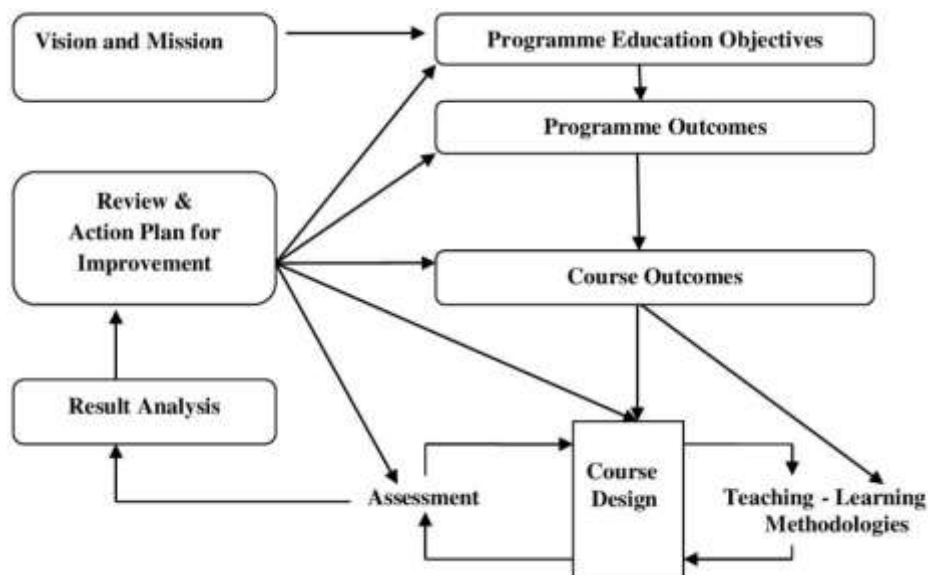 Vision and Mission
Programme Education Objectives
Programme Outcomes
Review &
Action Plan for
Improvement
Course Outcomes
Result Analysis
Course
Design
Assessment
Teaching - Learning
Methodologies